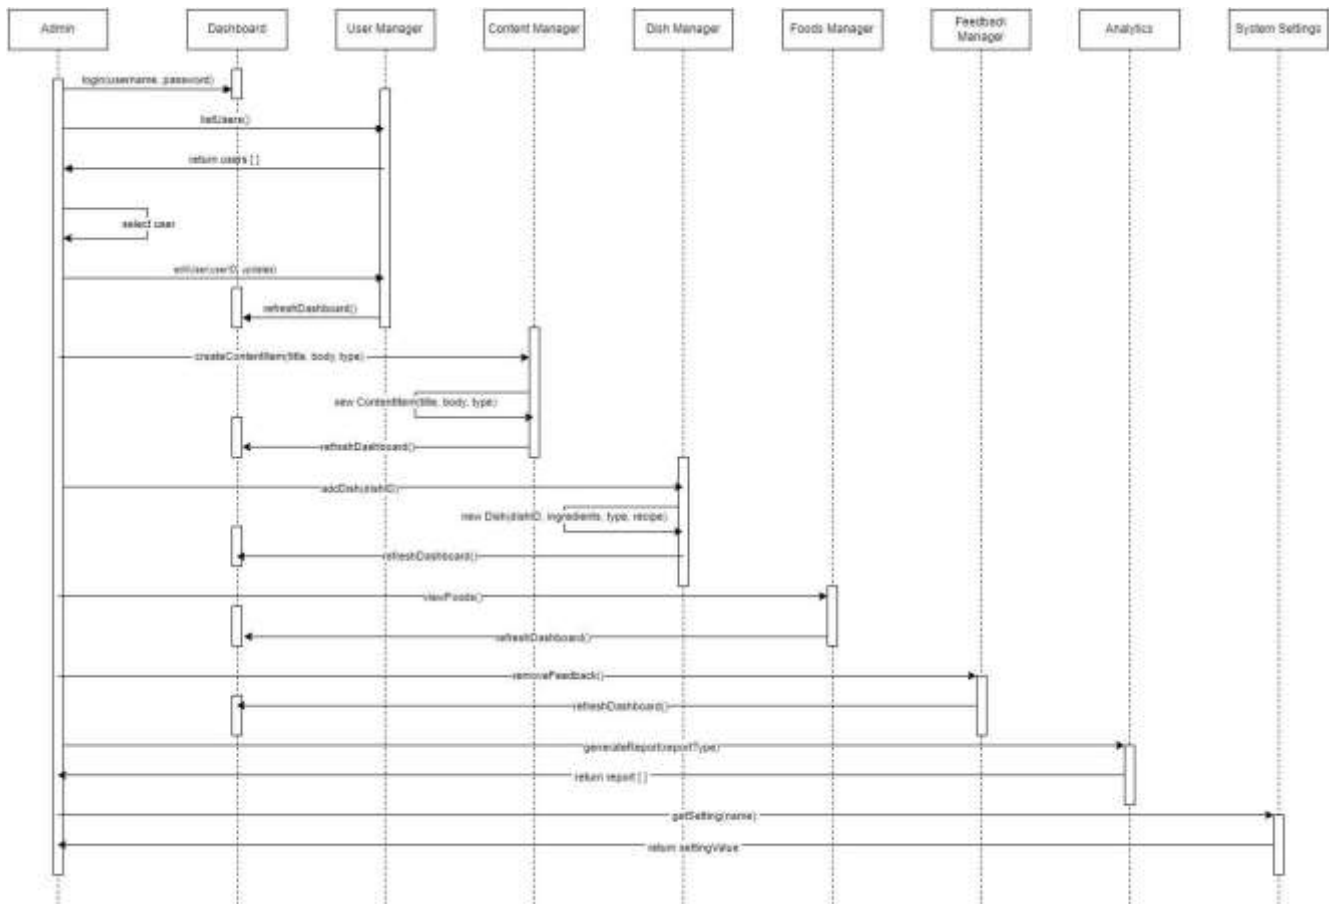 Admin
Dashboard
User Manager
Content Manager
Dish Manager
Foods Manager
Feedback
Manager
Analytics
System Settings
login(username, password)
listUsers()
return users [ ]
select user
editUser(userID, updates)
refreshDashboard()
createContentItem(title, body, type)
new ContentItem(title, body, type)
refreshDashboard()
addDish(dishID)
new Dish(dishID, ingredients, type, recipe)
refreshDashboard()
viewFoods()
refreshDashboard()
removeFeedback()
refreshDashboard()
generateReport(reportType)
return report [ ]
getSetting(name)
return settingValue